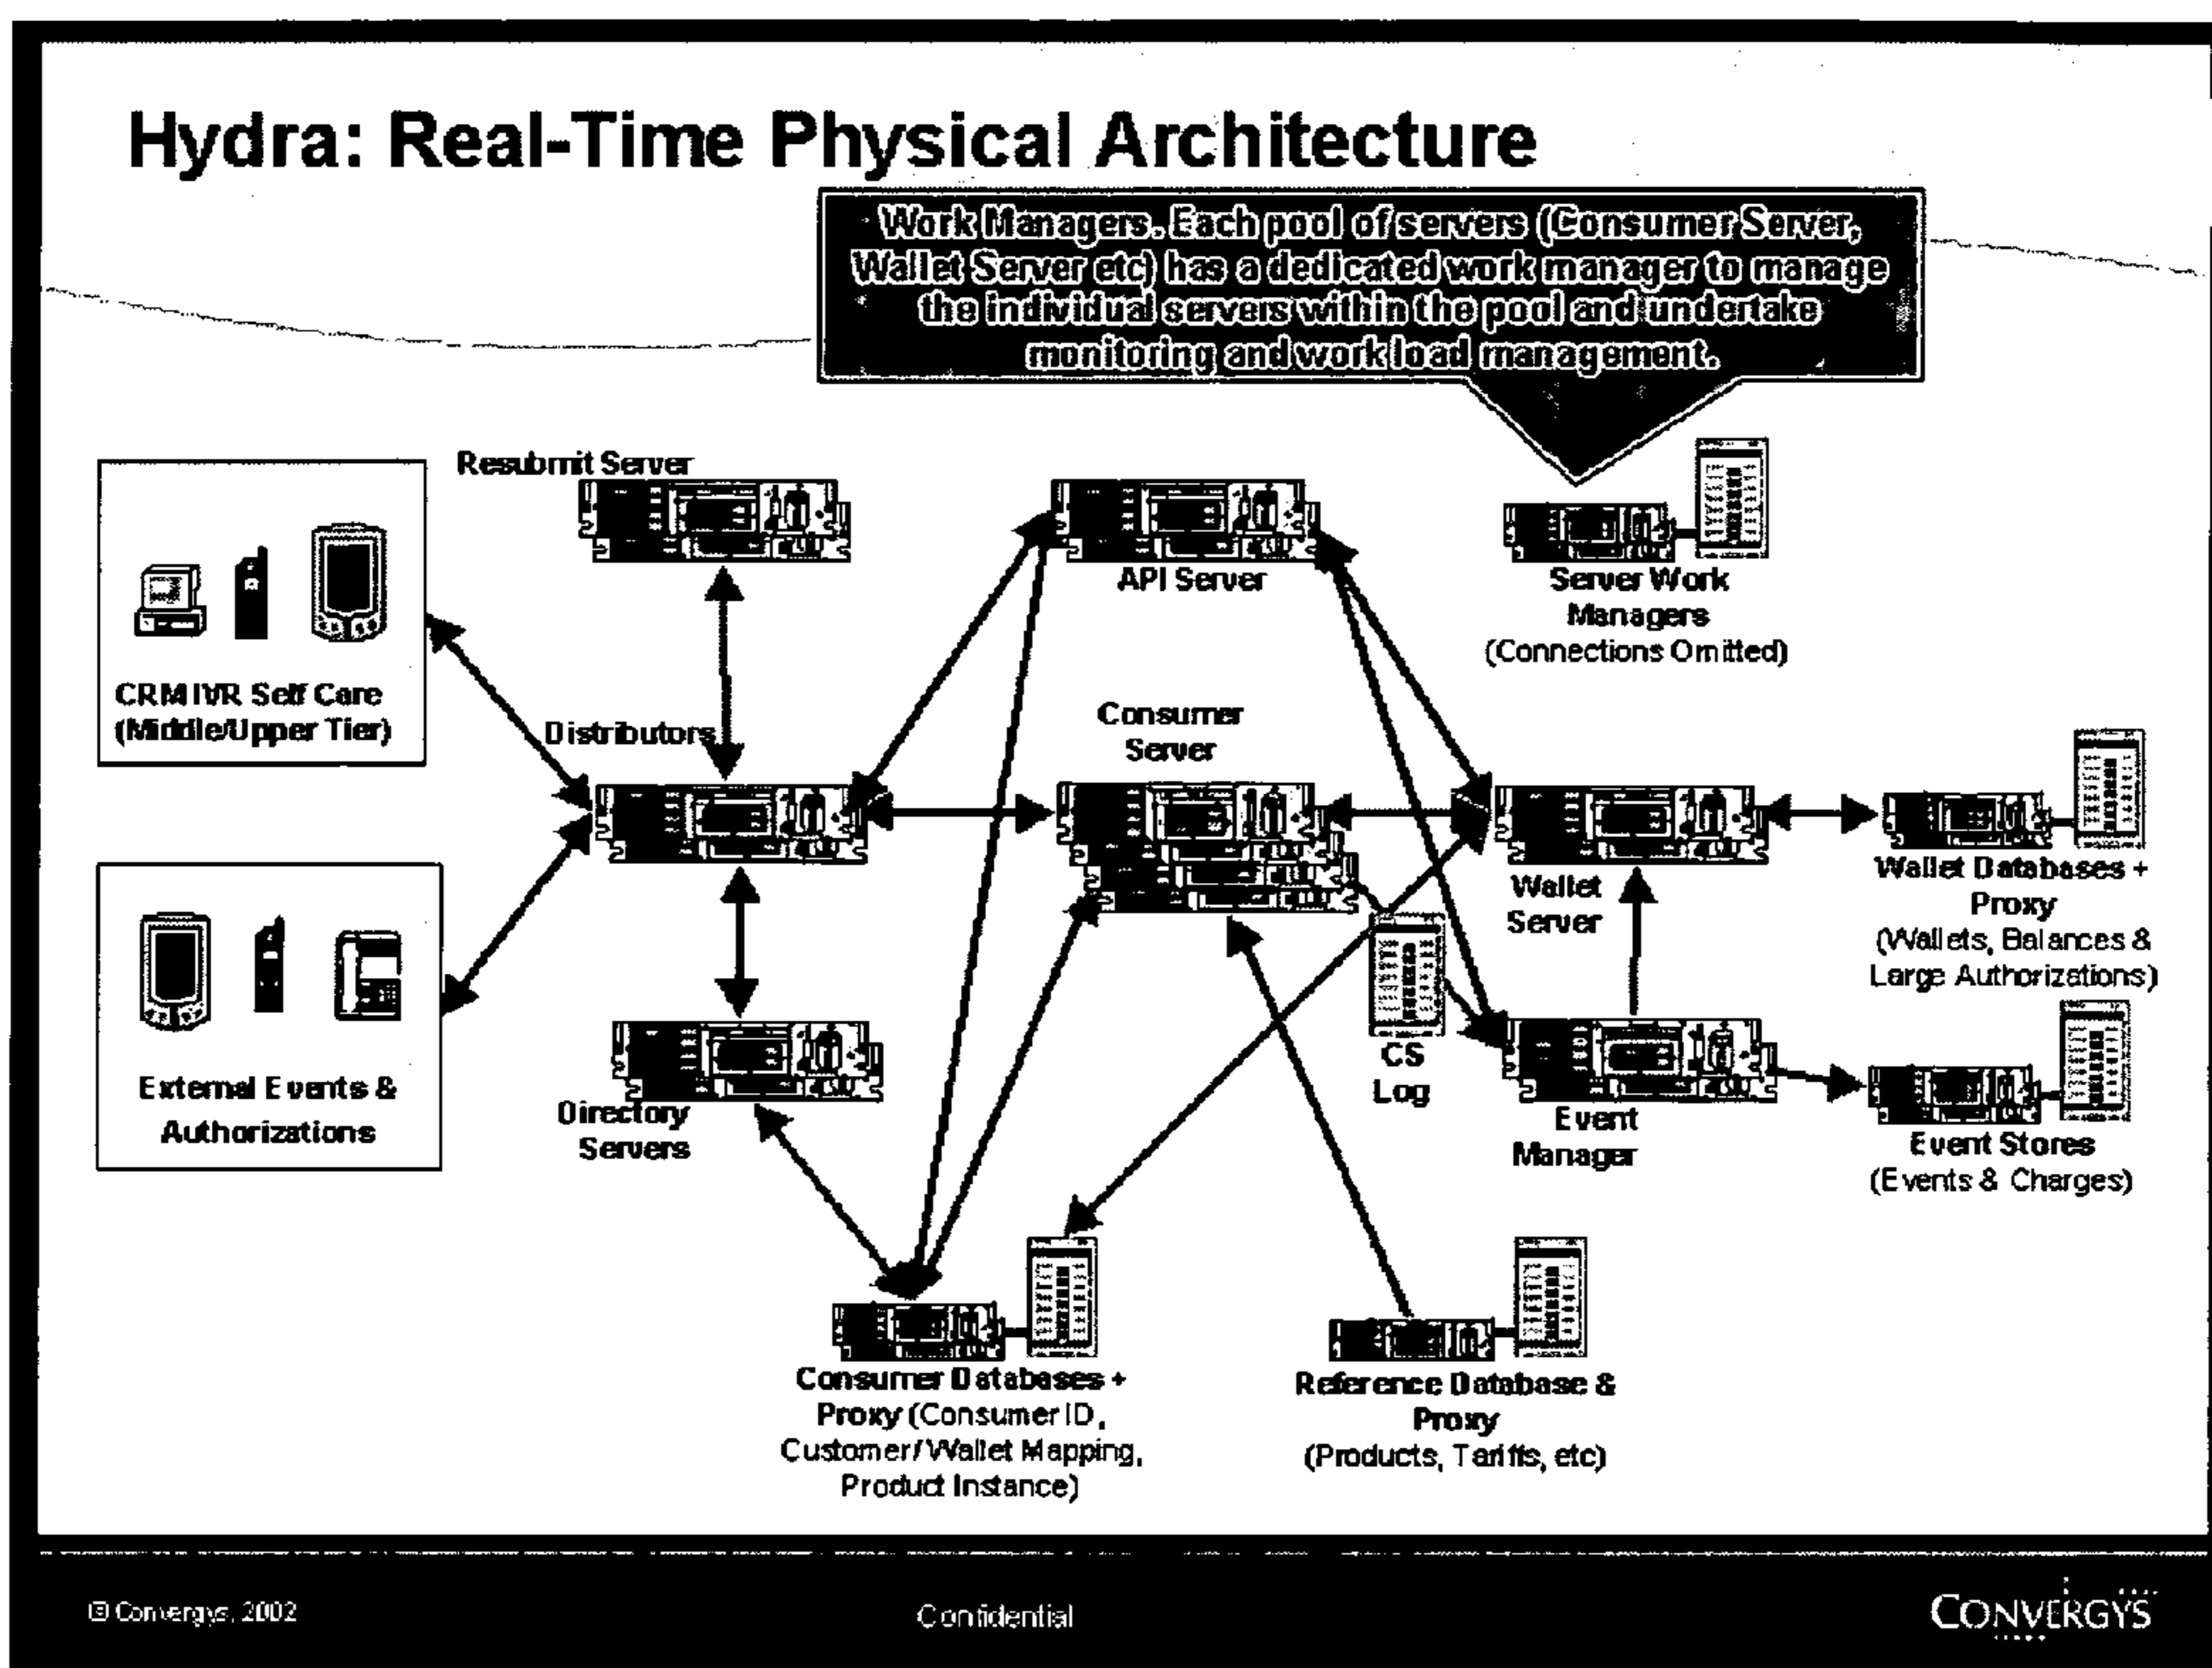 Hydra: Real-Time Physical Architecture
Work Managers. Each pool of servers (Consumer Server,
Wallet Server etc) has a dedicated work manager to manage
the individual servers within the pool and undertake
monitoring and work load management.
Resubmit Server
API Server
Server Work
Managers
(Connections Omitted)
CRM IVR Self Care
(Middle/Upper Tier)
Distributors
Consumer
Server
Wallet
Server
Wallet Databases +
Proxy
(Wallets, Balances &
Large Authorizations)
External Events &
Authorizations
Directory
Servers
CS
Log
Event
Manager
Event Stores
(Events & Charges)
Consumer Databases +
Proxy (Consumer ID,
Customer/Wallet Mapping,
Product Instance)
Reference Database &
Proxy
(Products, Tariffs, etc)
© Convergys, 2002
Confidential
CONVERGYS